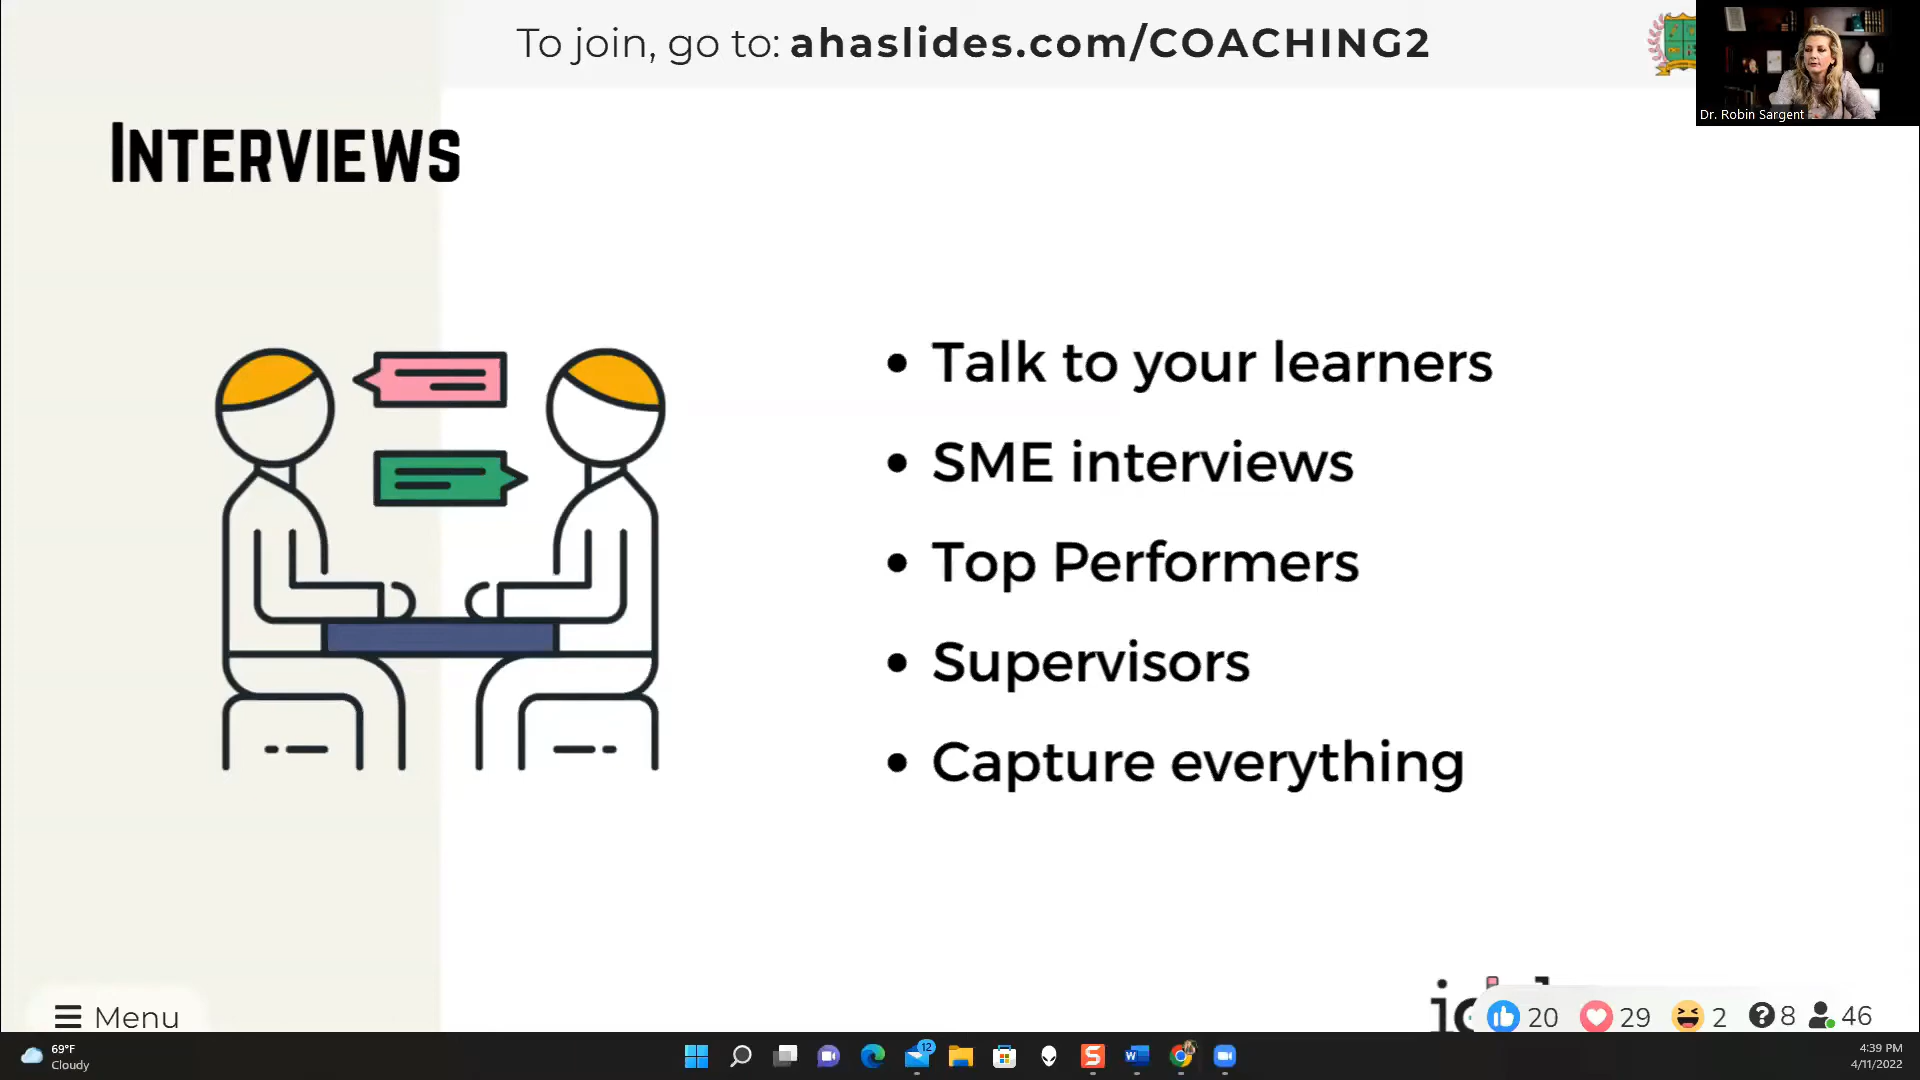 To join, go to: ahaslides.com/COACHING2
Dr. Robin Sargent
INTERVIEWS
• Talk to your learners
• SME interviews
• Top Performers
• Supervisors
• Capture everything
Menu
20 29 2 8 46
69°F
Cloudy
12
4:39 PM
4/11/2022